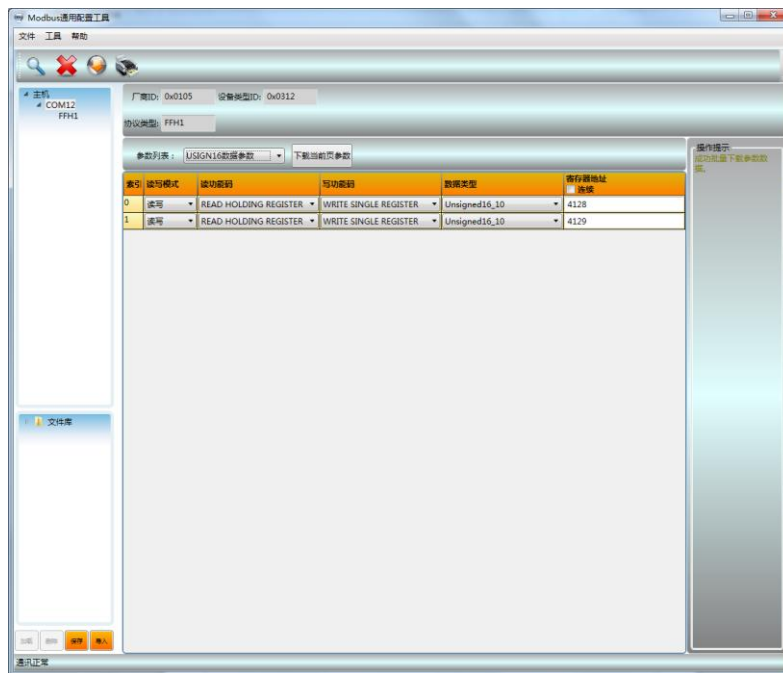 Modbus通用配置工具
文件 工具 帮助
主机
COM12
FFH1
厂商ID: 0x0105 设备类型ID: 0x0312
协议类型: FFH1
参数列表： USIGN16数据参数 下载当前页参数
索引 读写模式 读功能码 写功能码 数据类型 寄存器地址
连续
0 读写 READ HOLDING REGISTER WRITE SINGLE REGISTER Unsigned16_10 4128
1 读写 READ HOLDING REGISTER WRITE SINGLE REGISTER Unsigned16_10 4129
操作提示
成功批量下载参数数
据。
文件库
加载 删除 保存 导入
通讯正常